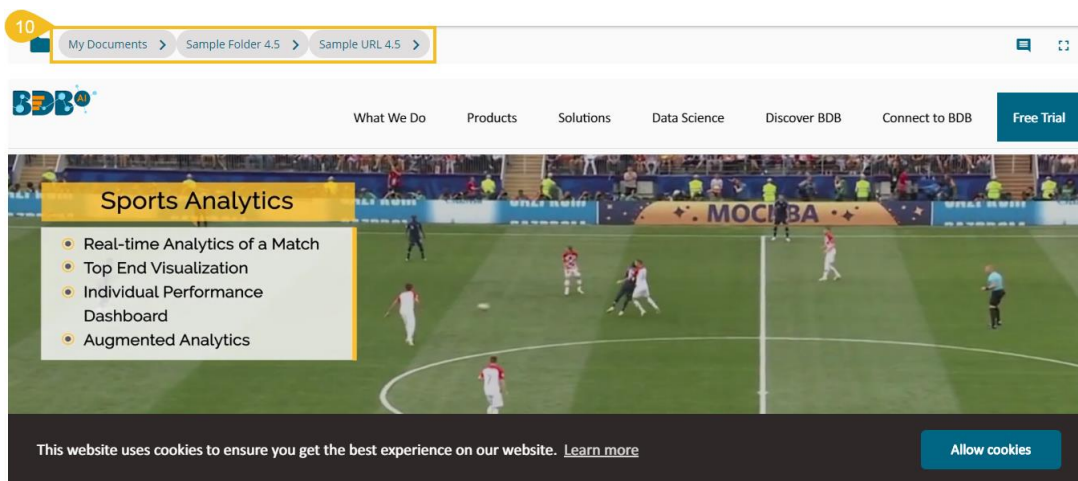 10
My Documents > Sample Folder 4.5 > Sample URL 4.5 >
BDB AI
What We Do Products Solutions Data Science Discover BDB Connect to BDB Free Trial
Sports Analytics
Real-time Analytics of a Match
Top End Visualization
Individual Performance
Dashboard
Augmented Analytics
МОСКВА
This website uses cookies to ensure you get the best experience on our website. Learn more Allow cookies